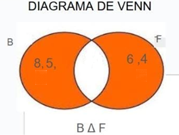 DIAGRAMA DE VENN
B F
8,5, 6 ,4
B Δ F